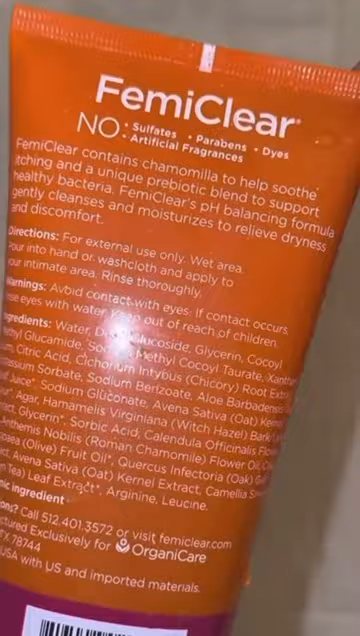 FemiClear®
NO: • Sulfates • Parabens • Dyes
• Artificial Fragrances
FemiClear contains chamomilla to help soothe
itching and a unique prebiotic blend to support
healthy bacteria. FemiClear's pH balancing formula
gently cleanses and moisturizes to relieve dryness
and discomfort.
Directions: For external use only. Wet area.
Pour into hand or washcloth and apply to
your intimate area. Rinse thoroughly.
Warnings: Avoid contact with eyes. If contact occurs,
eyes with water. Keep out of reach of children.
Ingredients: Water, Glucoside, Glycerin, Cocoyl
Methyl Glucamide, Methyl Cocoyl Taurate,
Citric Acid, Cichorium Intybus (Chicory) Root
Potassium Sorbate, Sodium Benzoate, Aloe
Juice*, Sodium Gluconate, Avena Sativa (Oat)
Agar, Hamamelis Virginiana (Witch Hazel)
Glycerin*, Sorbic Acid, Calendula Officinalis
Anthemis Nobilis (Roman Chamomile) Flower Oil,
(Olive) Fruit Oil*, Quercus Infectoria (Oak)
Avena Sativa (Oat) Kernel Extract, Camellia
Leaf Extract*, Arginine, Leucine.
ingredient
Call 512.401.3572 or visit femiclear.com
Exclusively for OrganiCare
TX 78744
USA with US and imported materials.